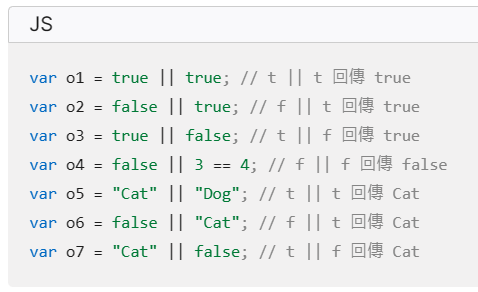 JS
var o1 = true || true; // t || t 回傳 true
var o2 = false || true; // f || t 回傳 true
var o3 = true || false; // t || f 回傳 true
var o4 = false || 3 == 4; // f || f 回傳 false
var o5 = "Cat" || "Dog"; // t || t 回傳 Cat
var o6 = false || "Cat"; // f || t 回傳 Cat
var o7 = "Cat" || false; // t || f 回傳 Cat